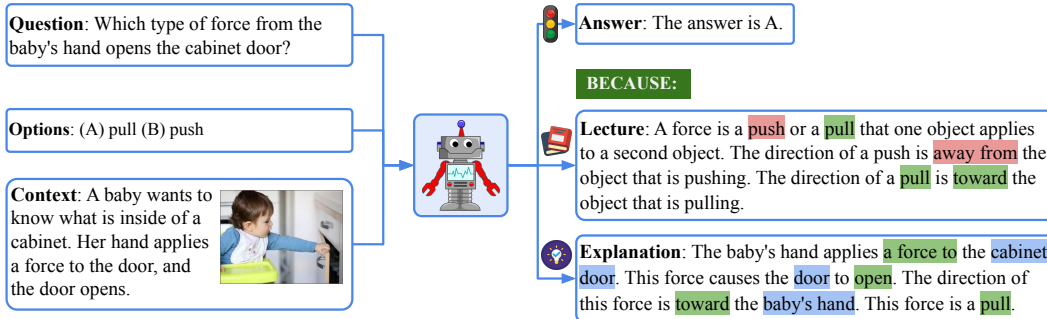 Question: Which type of force from the
baby's hand opens the cabinet door?
Options: (A) pull (B) push
Context: A baby wants to
know what is inside of a
cabinet. Her hand applies
a force to the door, and
the door opens.
Answer: The answer is A.
BECAUSE:
Lecture: A force is a push or a pull that one object applies
to a second object. The direction of a push is away from the
object that is pushing. The direction of a pull is toward the
object that is pulling.
Explanation: The baby's hand applies a force to the cabinet
door. This force causes the door to open. The direction of
this force is toward the baby's hand. This force is a pull.